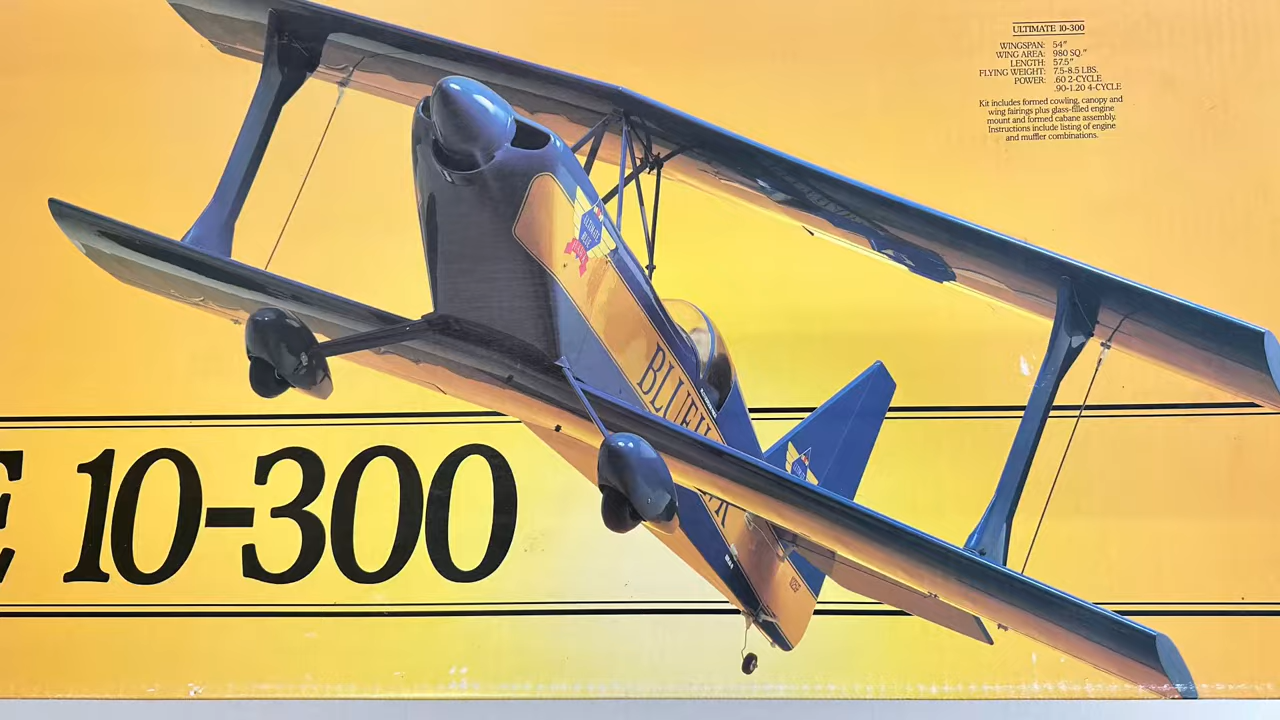 ULTIMATE 10-300
WINGSPAN: 54"
WING AREA: 980 SQ."
LENGTH: 57.5"
FLYING WEIGHT: 7.5-8.5 LBS.
POWER: .60 2-CYCLE
.90-1.20 4-CYCLE
Kit includes formed cowling, canopy and
wing fairings plus glass-filled engine
mount and formed cabane assembly.
Instructions include listing of engine
and muffler combinations.
ULTIMATE
BLUE
E 10-300